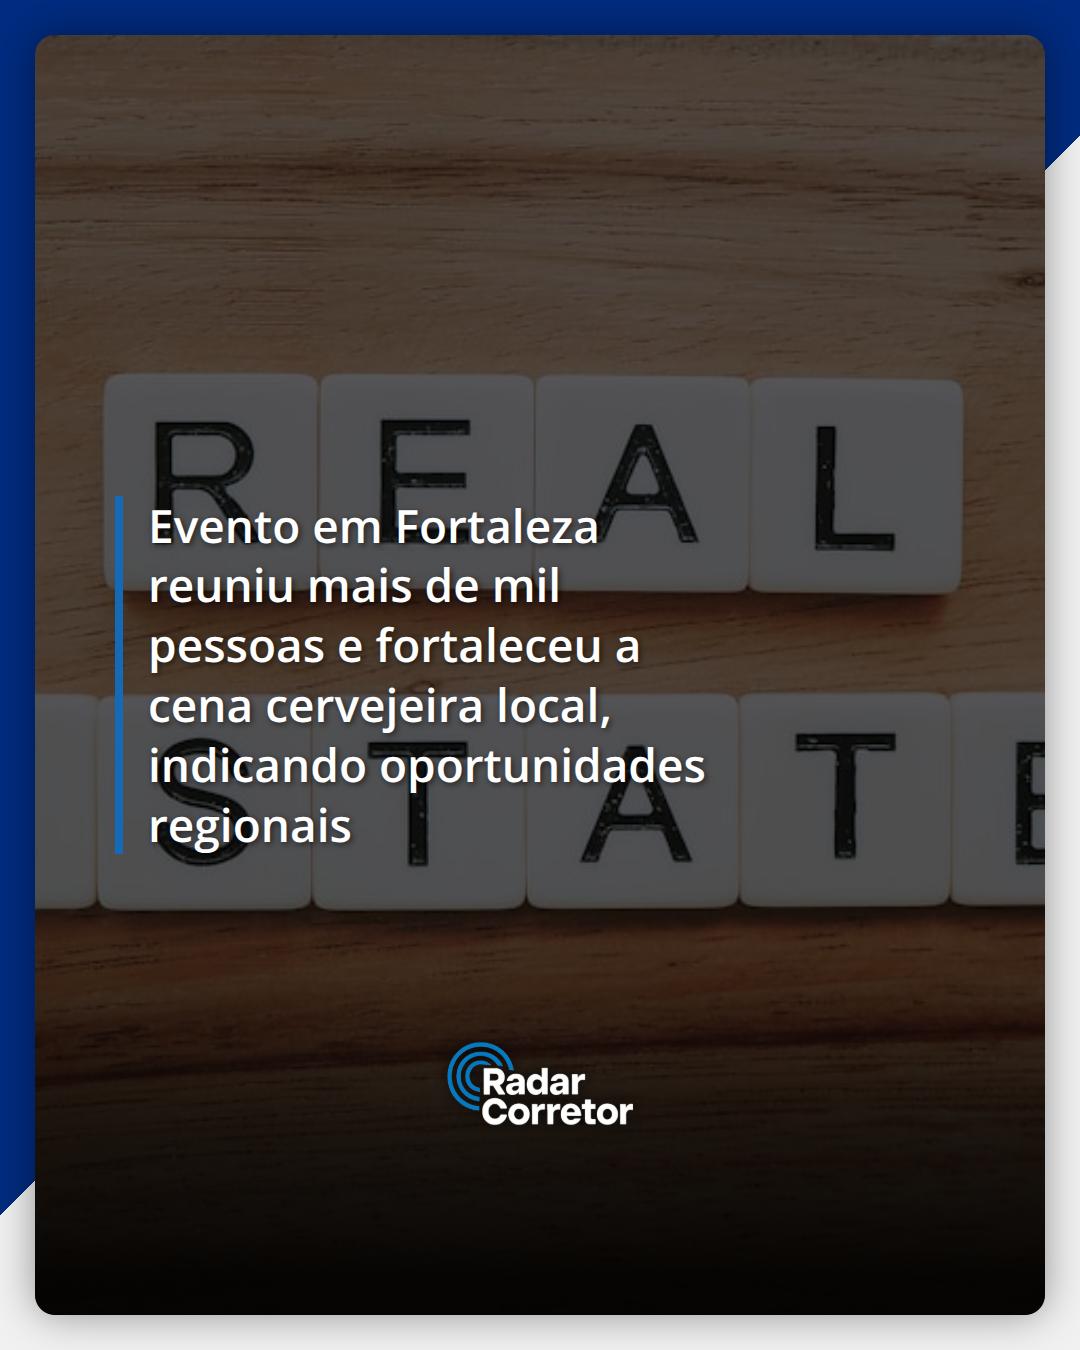 REAL
Evento em Fortaleza
reuniu mais de mil
pessoas e fortaleceu a
cena cervejeira local,
indicando oportunidades
regionais
STATE
Radar
Corretor